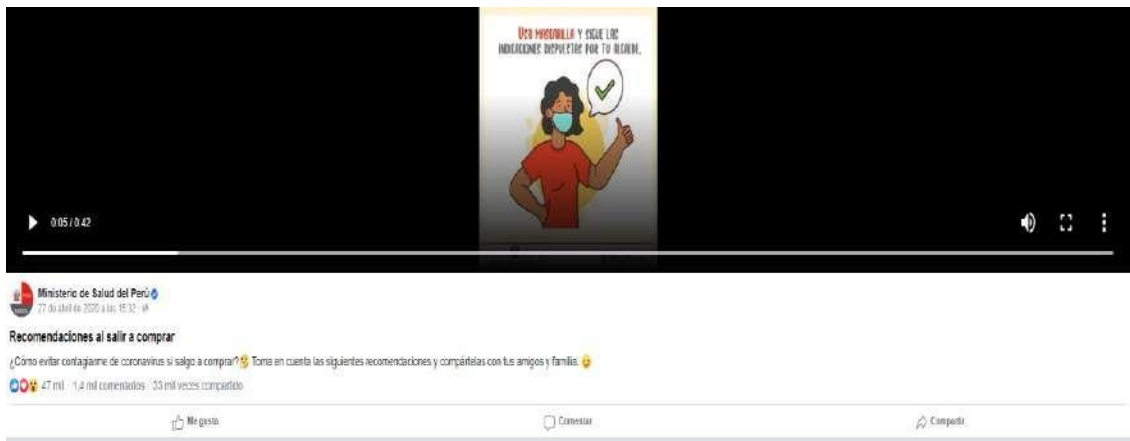 USA MASCARILLA Y SIGUE LAS
INDICACIONES DISPUESTAS POR TU ALCALDE.
0:05 / 0:42
Ministerio de Salud del Perú
27 de abril de 2020 a las 15:32
Recomendaciones al salir a comprar
¿Cómo evitar contagiarme de coronavirus si salgo a comprar? Toma en cuenta las siguientes recomendaciones y compártelas con tus amigos y familia.
47 mil 1,4 mil comentarios 33 mil veces compartido
Me gusta Comentar Compartir